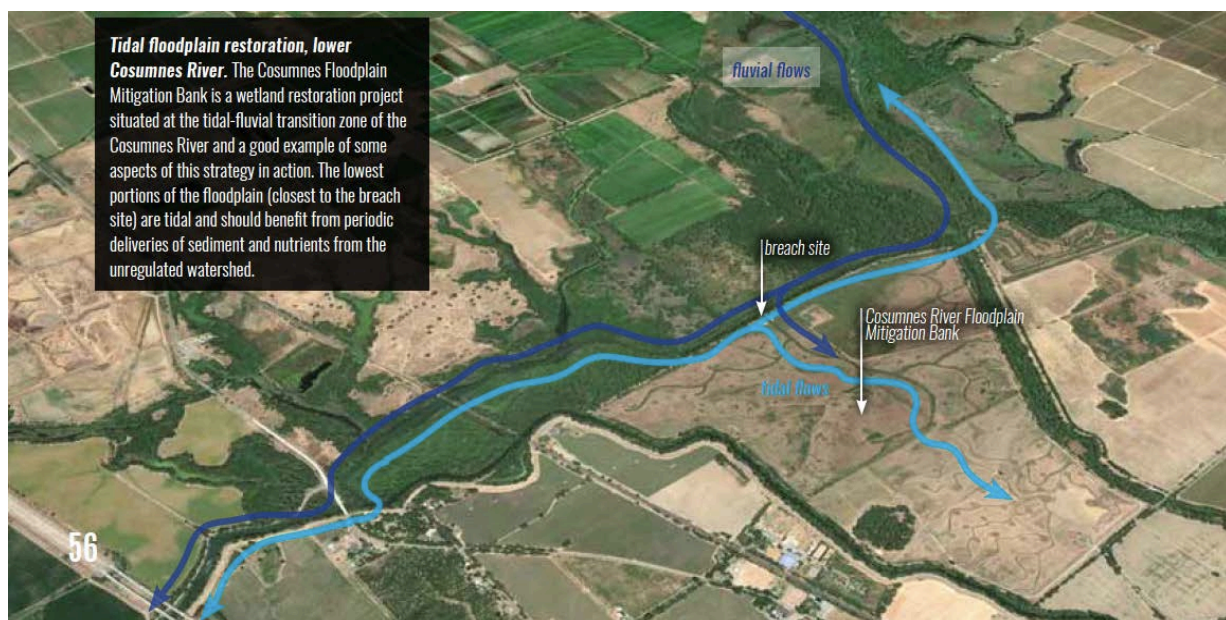 Tidal floodplain restoration, lower
Cosumnes River. The Cosumnes Floodplain
Mitigation Bank is a wetland restoration project
situated at the tidal-fluvial transition zone of the
Cosumnes River and a good example of some
aspects of this strategy in action. The lowest
portions of the floodplain (closest to the breach
site) are tidal and should benefit from periodic
deliveries of sediment and nutrients from the
unregulated watershed.
fluvial flows
breach site
Cosumnes River Floodplain
Mitigation Bank
tidal flows
56